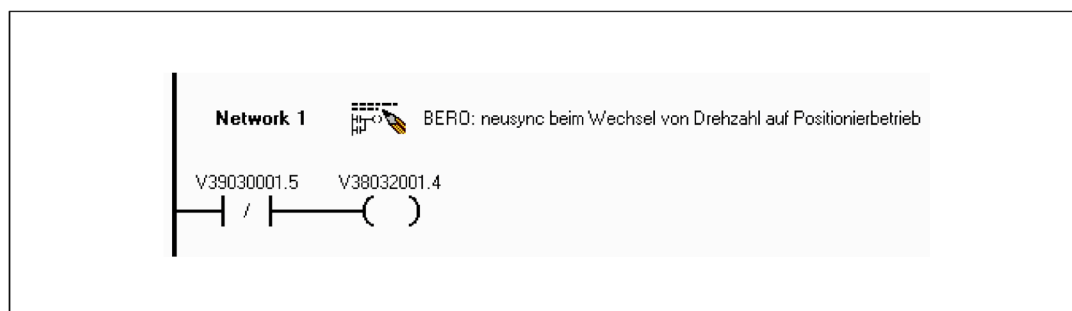 Network 1 BERO: neusync beim Wechsel von Drehzahl auf Positionierbetrieb
V39030001.5 V38032001.4
/ ( )